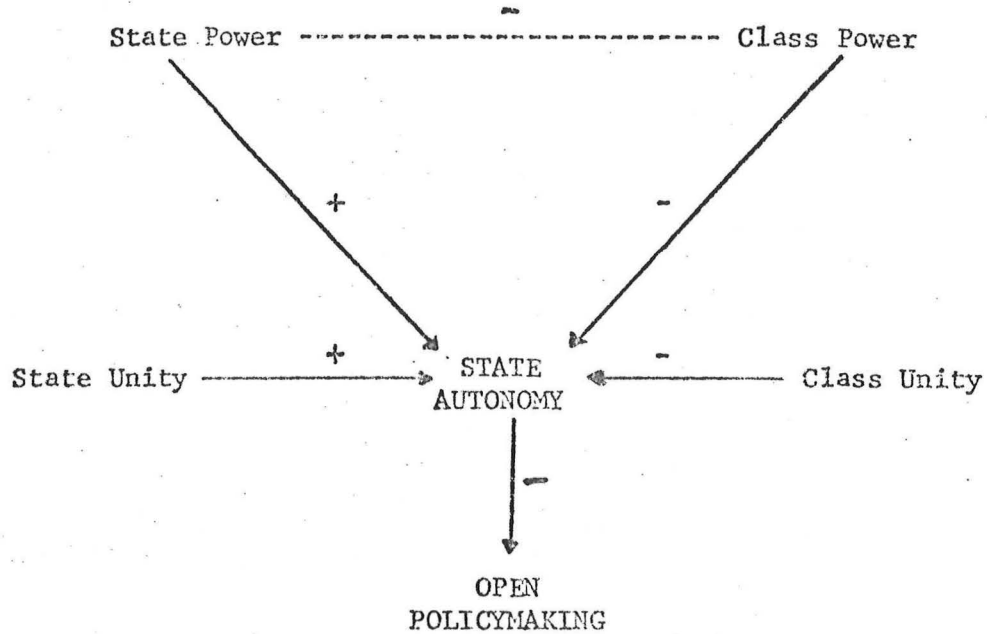 -
State Power Class Power
+ -
+ -
State Unity STATE Class Unity
AUTONOMY
-
OPEN
POLICYMAKING